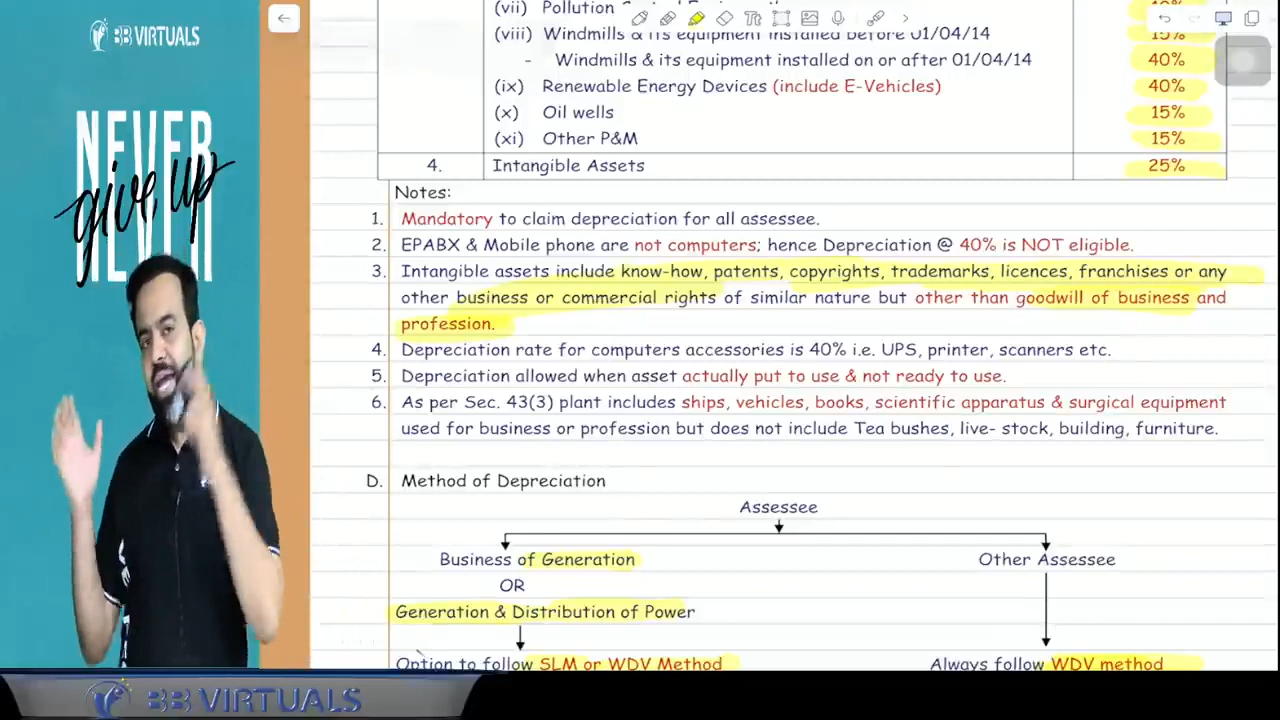 BB VIRTUALS
NEVER
give up
NEVER
(vii) Pollution
(viii) Windmills & its equipment installed before 01/04/14 15%
- Windmills & its equipment installed on or after 01/04/14 40%
(ix) Renewable Energy Devices (include E-Vehicles) 40%
(x) Oil wells 15%
(xi) Other P&M 15%
4. Intangible Assets 25%
Notes:
1. Mandatory to claim depreciation for all assessee.
2. EPABX & Mobile phone are not computers; hence Depreciation @ 40% is NOT eligible.
3. Intangible assets include know-how, patents, copyrights, trademarks, licences, franchises or any
other business or commercial rights of similar nature but other than goodwill of business and
profession.
4. Depreciation rate for computers accessories is 40% i.e. UPS, printer, scanners etc.
5. Depreciation allowed when asset actually put to use & not ready to use.
6. As per Sec. 43(3) plant includes ships, vehicles, books, scientific apparatus & surgical equipment
used for business or profession but does not include Tea bushes, live- stock, building, furniture.
D. Method of Depreciation
Assessee
Business of Generation
Other Assessee
OR
Generation & Distribution of Power
Option to follow SLM or WDV Method
Always follow WDV method
BB VIRTUALS